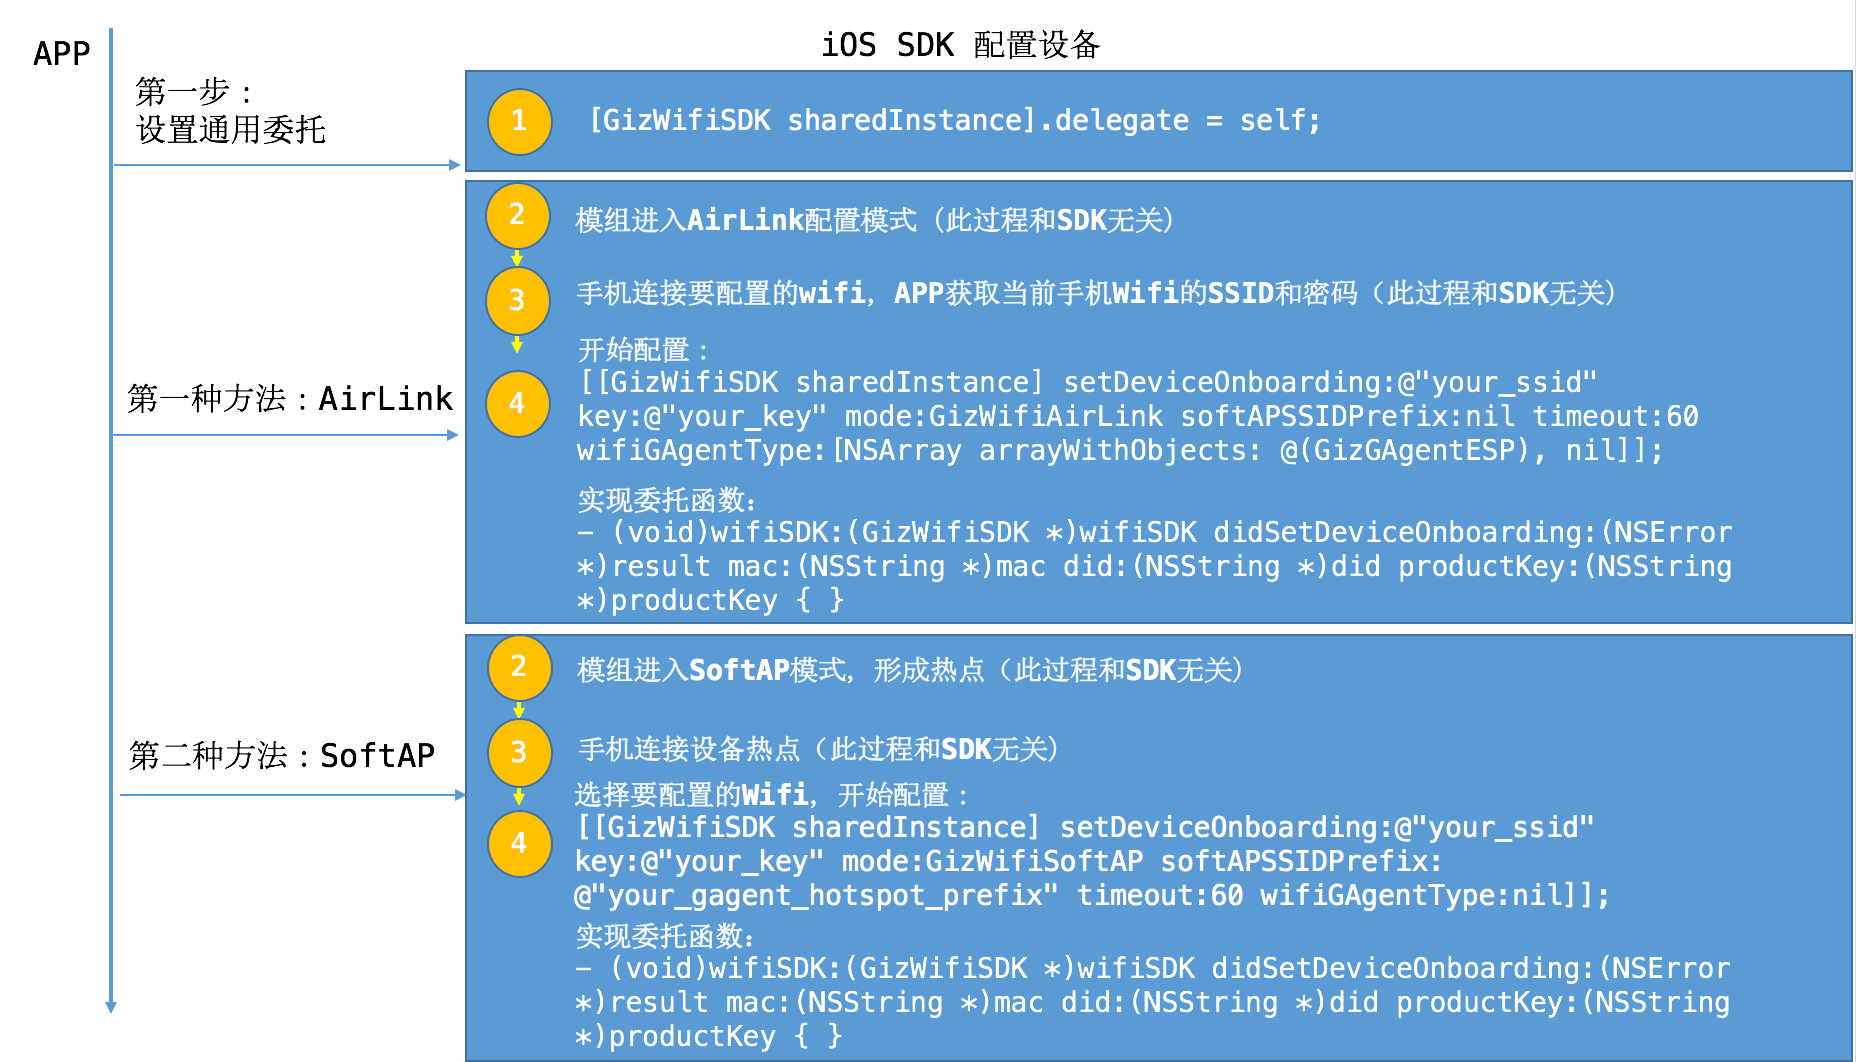 iOS SDK 配置设备
APP
第一步：
设置通用委托
1
[GizWifiSDK sharedInstance].delegate = self;
第一种方法：AirLink
2
模组进入AirLink配置模式（此过程和SDK无关）
3
手机连接要配置的wifi，APP获取当前手机Wifi的SSID和密码（此过程和SDK无关）
4
开始配置：
[[GizWifiSDK sharedInstance] setDeviceOnboarding:@"your_ssid"
key:@"your_key" mode:GizWifiAirLink softAPSSIDPrefix:nil timeout:60
wifiGAgentType:[NSArray arrayWithObjects: @(GizGAgentESP), nil]];
实现委托函数：
- (void)wifiSDK:(GizWifiSDK *)wifiSDK didSetDeviceOnboarding:(NSError
*)result mac:(NSString *)mac did:(NSString *)did productKey:(NSString
*)productKey { }
第二种方法：SoftAP
2
模组进入SoftAP模式，形成热点（此过程和SDK无关）
3
手机连接设备热点（此过程和SDK无关）
4
选择要配置的Wifi，开始配置：
[[GizWifiSDK sharedInstance] setDeviceOnboarding:@"your_ssid"
key:@"your_key" mode:GizWifiSoftAP softAPSSIDPrefix:
@"your_gagent_hotspot_prefix" timeout:60 wifiGAgentType:nil]];
实现委托函数：
- (void)wifiSDK:(GizWifiSDK *)wifiSDK didSetDeviceOnboarding:(NSError
*)result mac:(NSString *)mac did:(NSString *)did productKey:(NSString
*)productKey { }